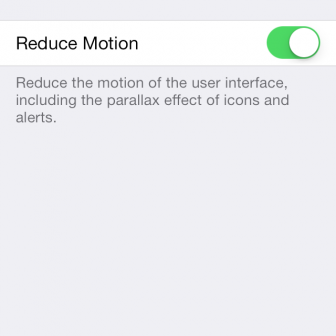 Reduce Motion
Reduce the motion of the user interface,
including the parallax effect of icons and
alerts.